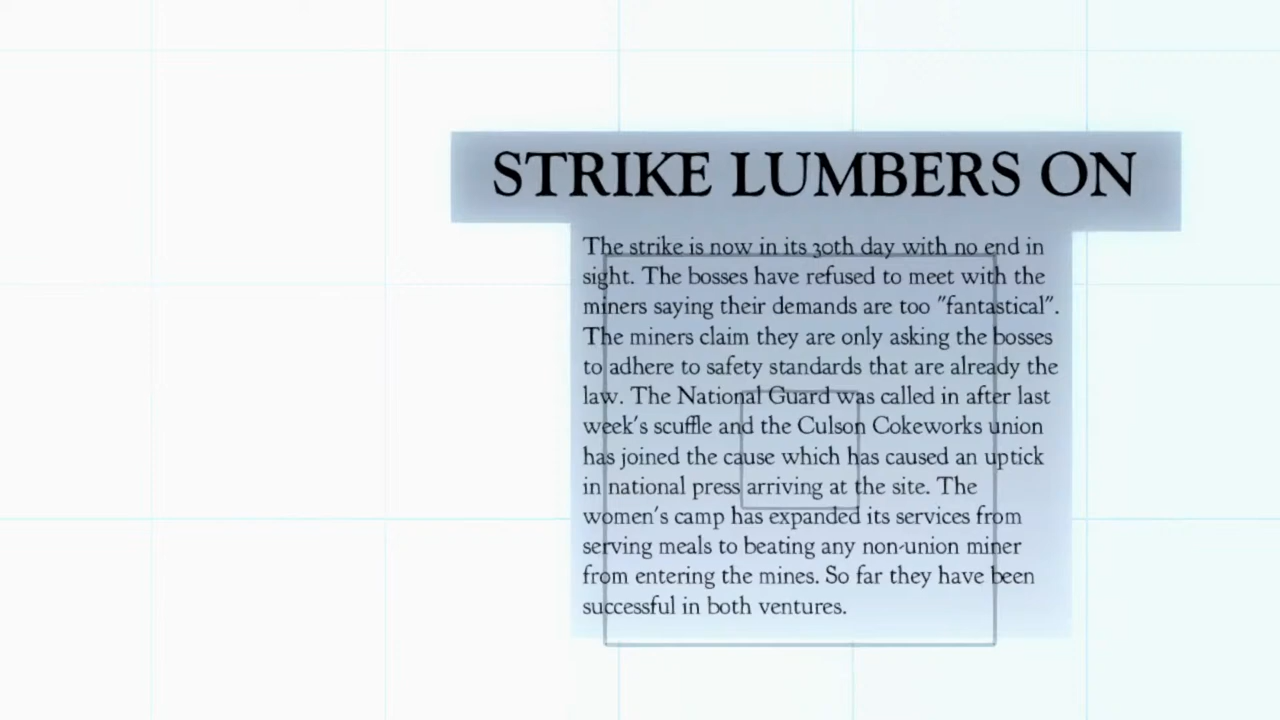 STRIKE LUMBERS ON
The strike is now in its 30th day with no end in
sight. The bosses have refused to meet with the
miners saying their demands are too "fantastical".
The miners claim they are only asking the bosses
to adhere to safety standards that are already the
law. The National Guard was called in after last
week's scuffle and the Culson Cokeworks union
has joined the cause which has caused an uptick
in national press arriving at the site. The
women's camp has expanded its services from
serving meals to beating any non-union miner
from entering the mines. So far they have been
successful in both ventures.